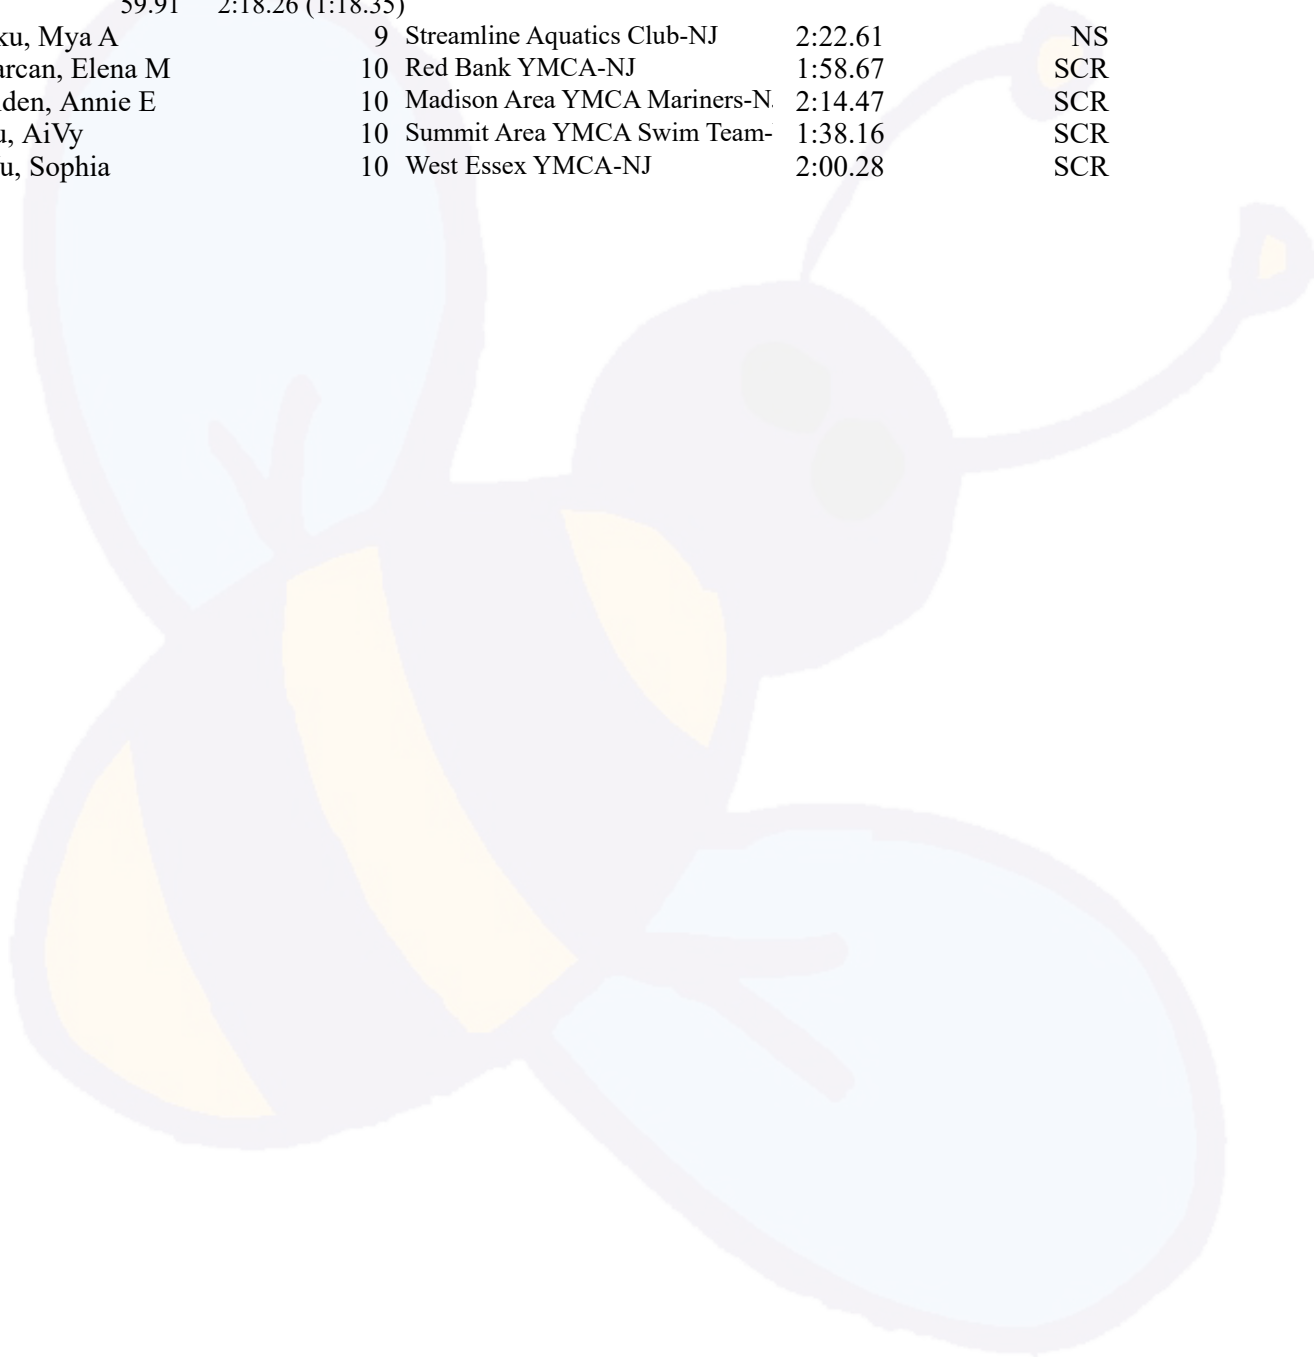 59.91 2:18.26 (1:18.35)
ku, Mya A 9 Streamline Aquatics Club-NJ 2:22.61 NS
arcan, Elena M 10 Red Bank YMCA-NJ 1:58.67 SCR
lden, Annie E 10 Madison Area YMCA Mariners-N. 2:14.47 SCR
u, AiVy 10 Summit Area YMCA Swim Team- 1:38.16 SCR
u, Sophia 10 West Essex YMCA-NJ 2:00.28 SCR